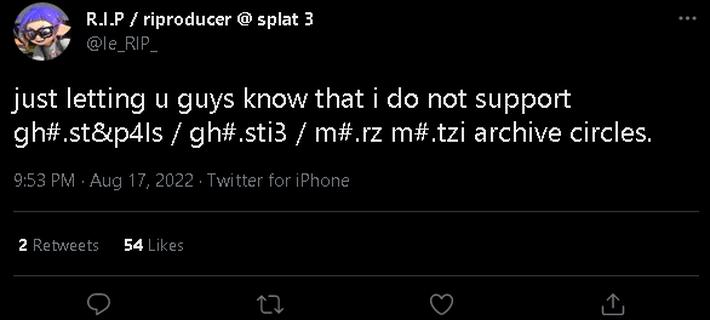 R.I.P / riproducer @ splat 3
@le_RIP_
just letting u guys know that i do not support
gh#.st&p4ls / gh#.sti3 / m#.rz m#.tzi archive circles.
9:53 PM · Aug 17, 2022 · Twitter for iPhone
2 Retweets 54 Likes